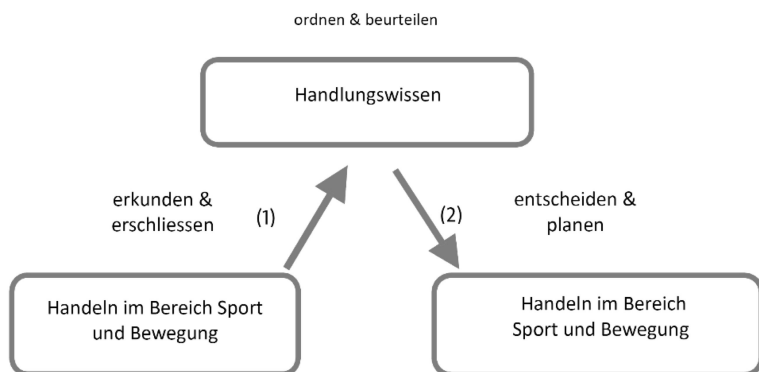 ordnen & beurteilen
Handlungswissen
erkunden &
erschliessen
(1)
(2)
entscheiden &
planen
Handeln im Bereich Sport
und Bewegung
Handeln im Bereich
Sport und Bewegung